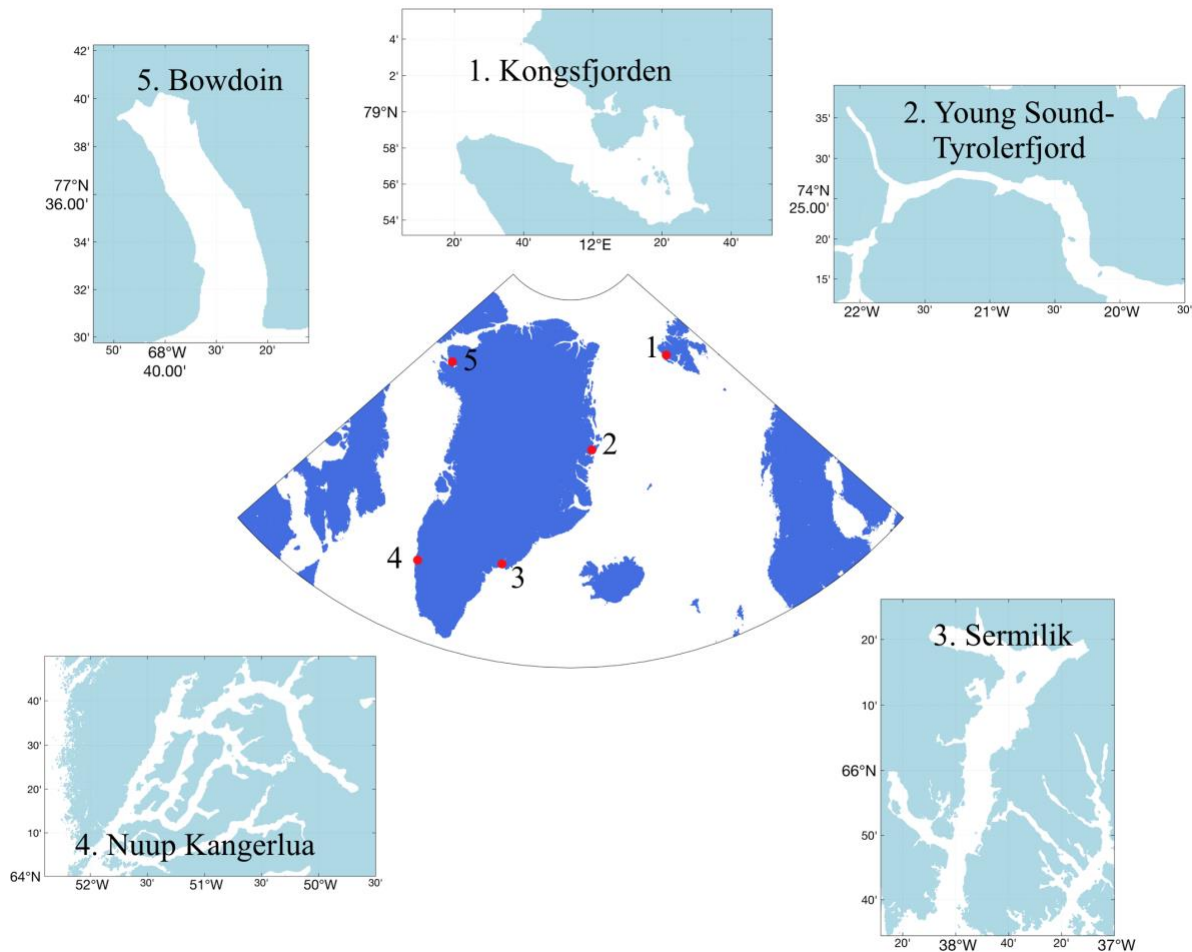 5. Bowdoin
42'
40'
38'
77°N
36.00'
34'
32'
30'
50'
68°W
40.00'
30'
20'
1. Kongsfjorden
4'
2'
79°N
58'
56'
54'
20'
40'
12°E
20'
40'
2. Young Sound-
Tyrolerfjord
35'
30'
74°N
25.00'
20'
15'
22°W
30'
21°W
30'
20°W
30'
1
5
2
4
3
4. Nuup Kangerlua
40'
30'
20'
10'
64°N
52°W
30'
51°W
30'
50°W
30'
3. Sermilik
20'
10'
66°N
50'
40'
20'
38°W
40'
20'
37°W